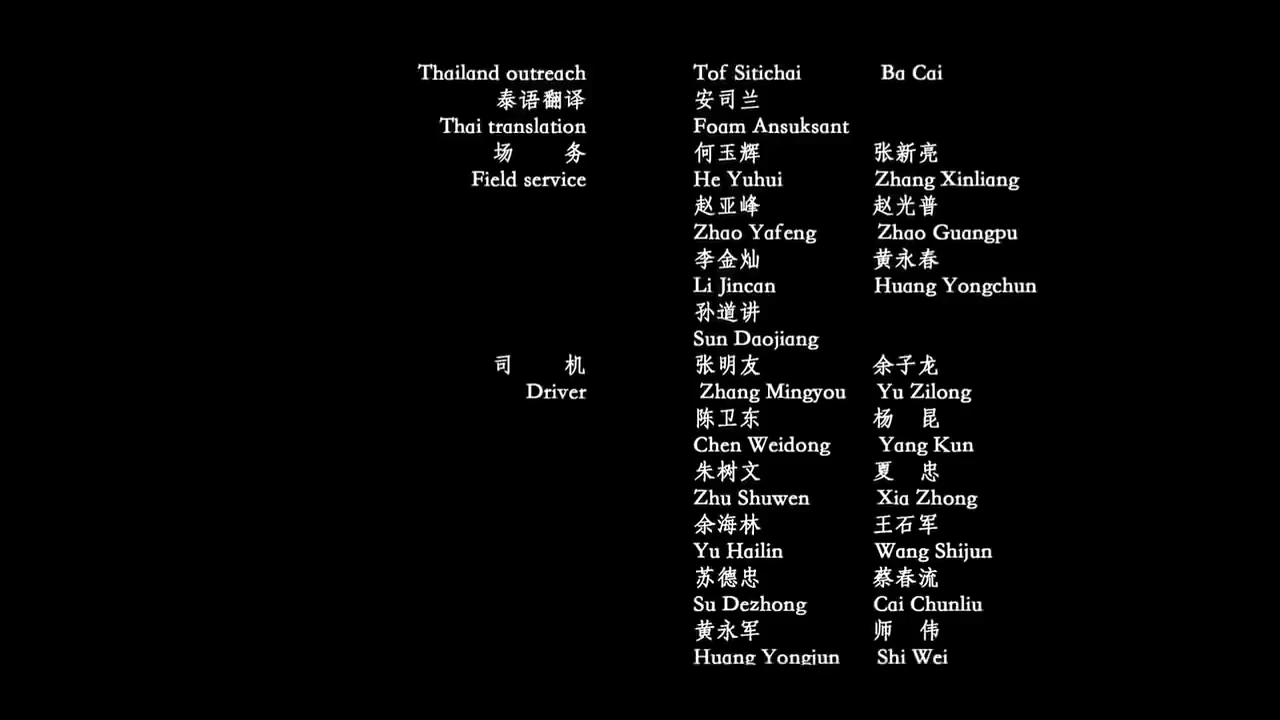 Thailand outreach Tof Sitichai Ba Cai
泰语翻译 安司兰
Thai translation Foam Ansuksant
场 务 何玉辉 张新亮
Field service He Yuhui Zhang Xinliang
赵亚峰 赵光普
Zhao Yafeng Zhao Guangpu
李金灿 黄永春
Li Jincan Huang Yongchun
孙道讲
Sun Daojiang
司 机 张明友 余子龙
Driver Zhang Mingyou Yu Zilong
陈卫东 杨 昆
Chen Weidong Yang Kun
朱树文 夏 忠
Zhu Shuwen Xia Zhong
余海林 王石军
Yu Hailin Wang Shijun
苏德忠 蔡春流
Su Dezhong Cai Chunliu
黄永军 师 伟
Huang Yongjun Shi Wei